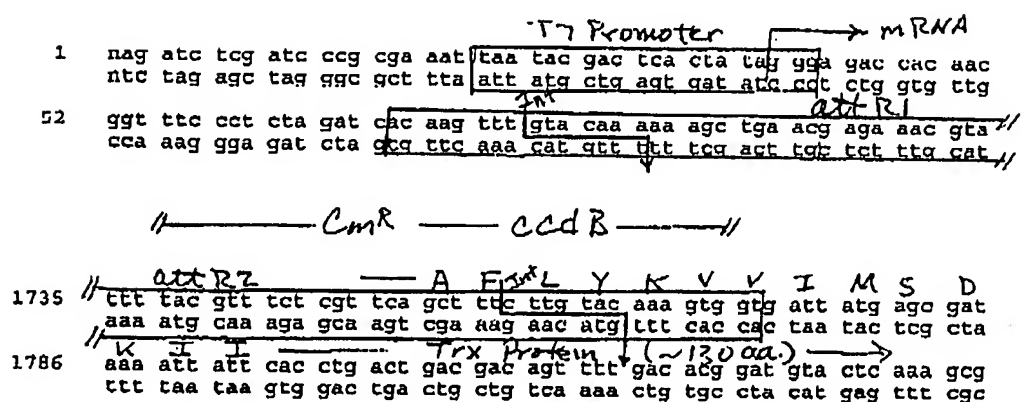 T7 Promoter mRNA
1 nag atc tcg atc ccg cga aat taa tac gac tca cta tag gga gac cac aac
ntc tag agc tag ggc gct tta att atg ctg agt gat atc cct ctg gtg ttg
Int attR1
52 ggt ttc cct cta gat cac aag ttt gta caa aaa agc tga acg aga aac gta
cca aag gga gat cta gtg ttc aaa cat gtt ttt tcg act tgc tct ttg cat
CmR ccdB
attR2 A F Int L Y K V V I M S D
1735 ttt tac gtt tct cgt tca gct ttc ttg tac aaa gtg gtg att atg agc gat
aaa atg caa aga gca agt cga aag aac atg ttt cac cac taa tac tcg cta
K I I Trx Protein (~130 aa.)
1786 aaa att att cac ctg act gac gac agt ttt gac acg gat gta ctc aaa gcg
ttt taa taa gtg gac tga ctg ctg tca aaa ctg tgc cta cat gag ttt cgc